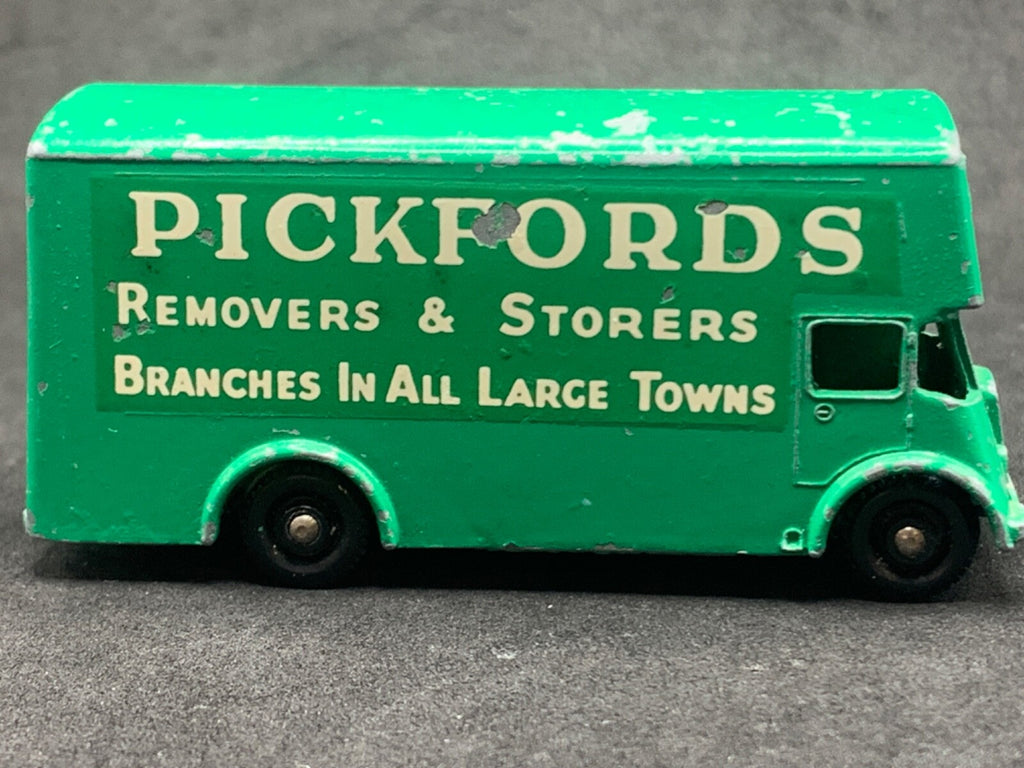 PICKFORDS
REMOVERS & STORERS
BRANCHES IN ALL LARGE TOWNS